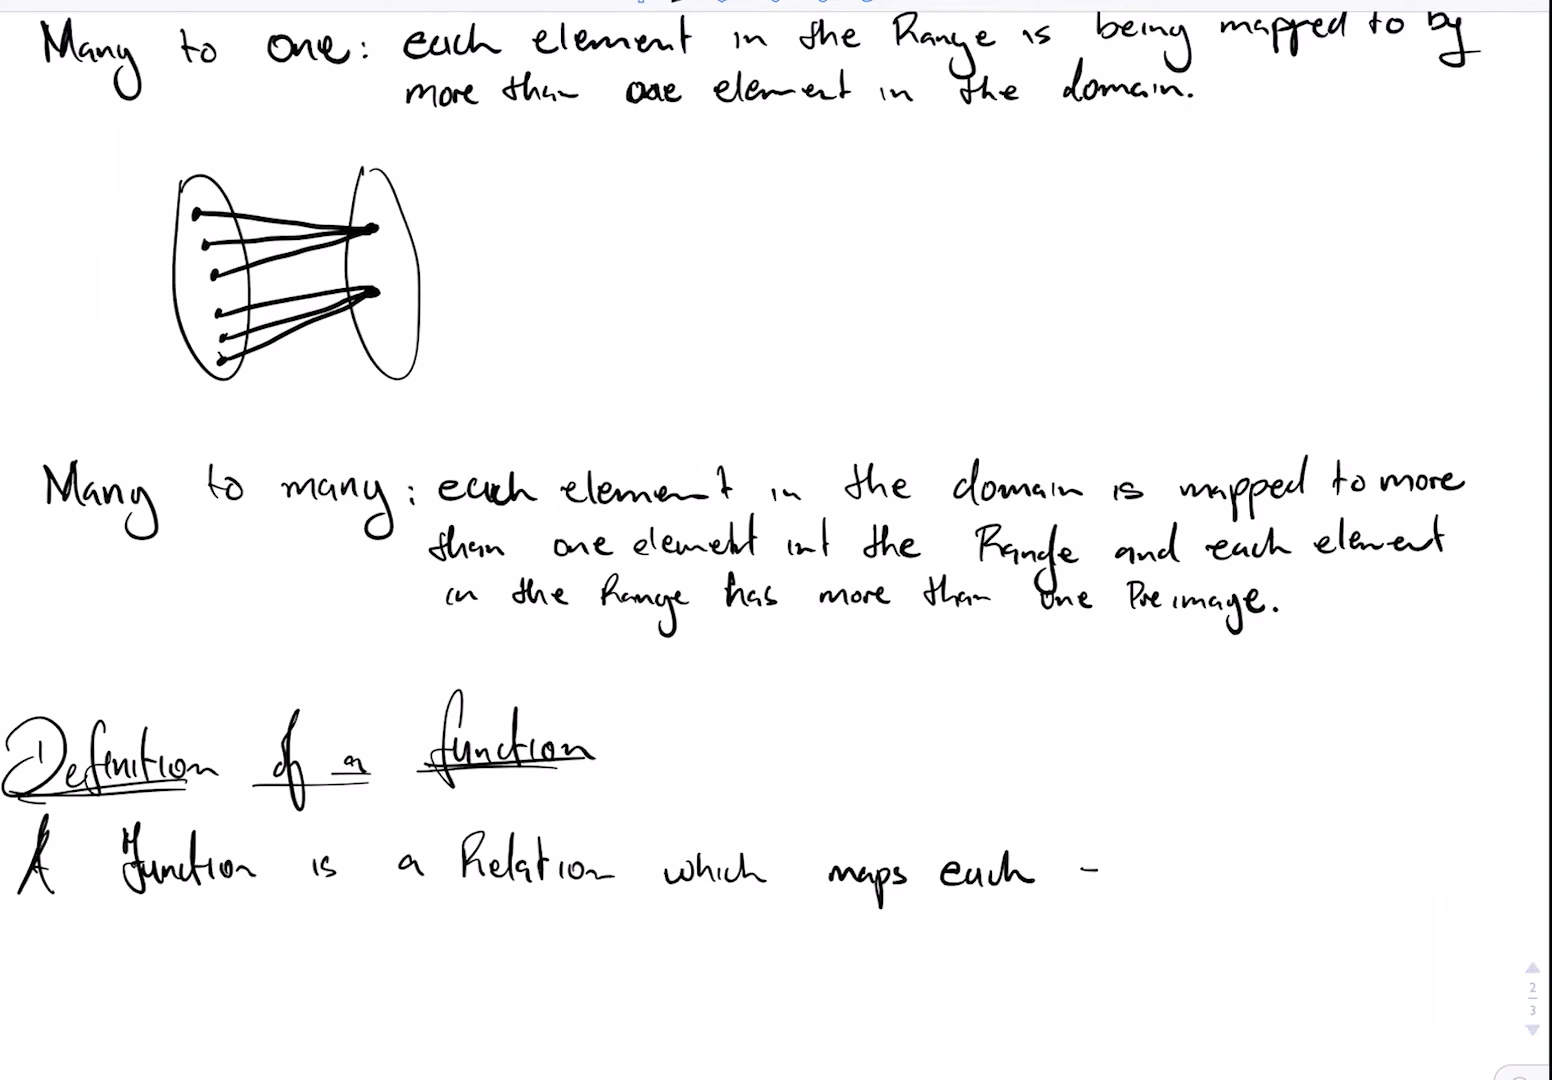 Many to one: each element in the Range is being mapped to by
more than one element in the domain.
Many to many: each element in the domain is mapped to more
than one element int the Range and each element
in the Range has more than one Pre image.
Definition of a function
A function is a Relation which maps each -
2
3